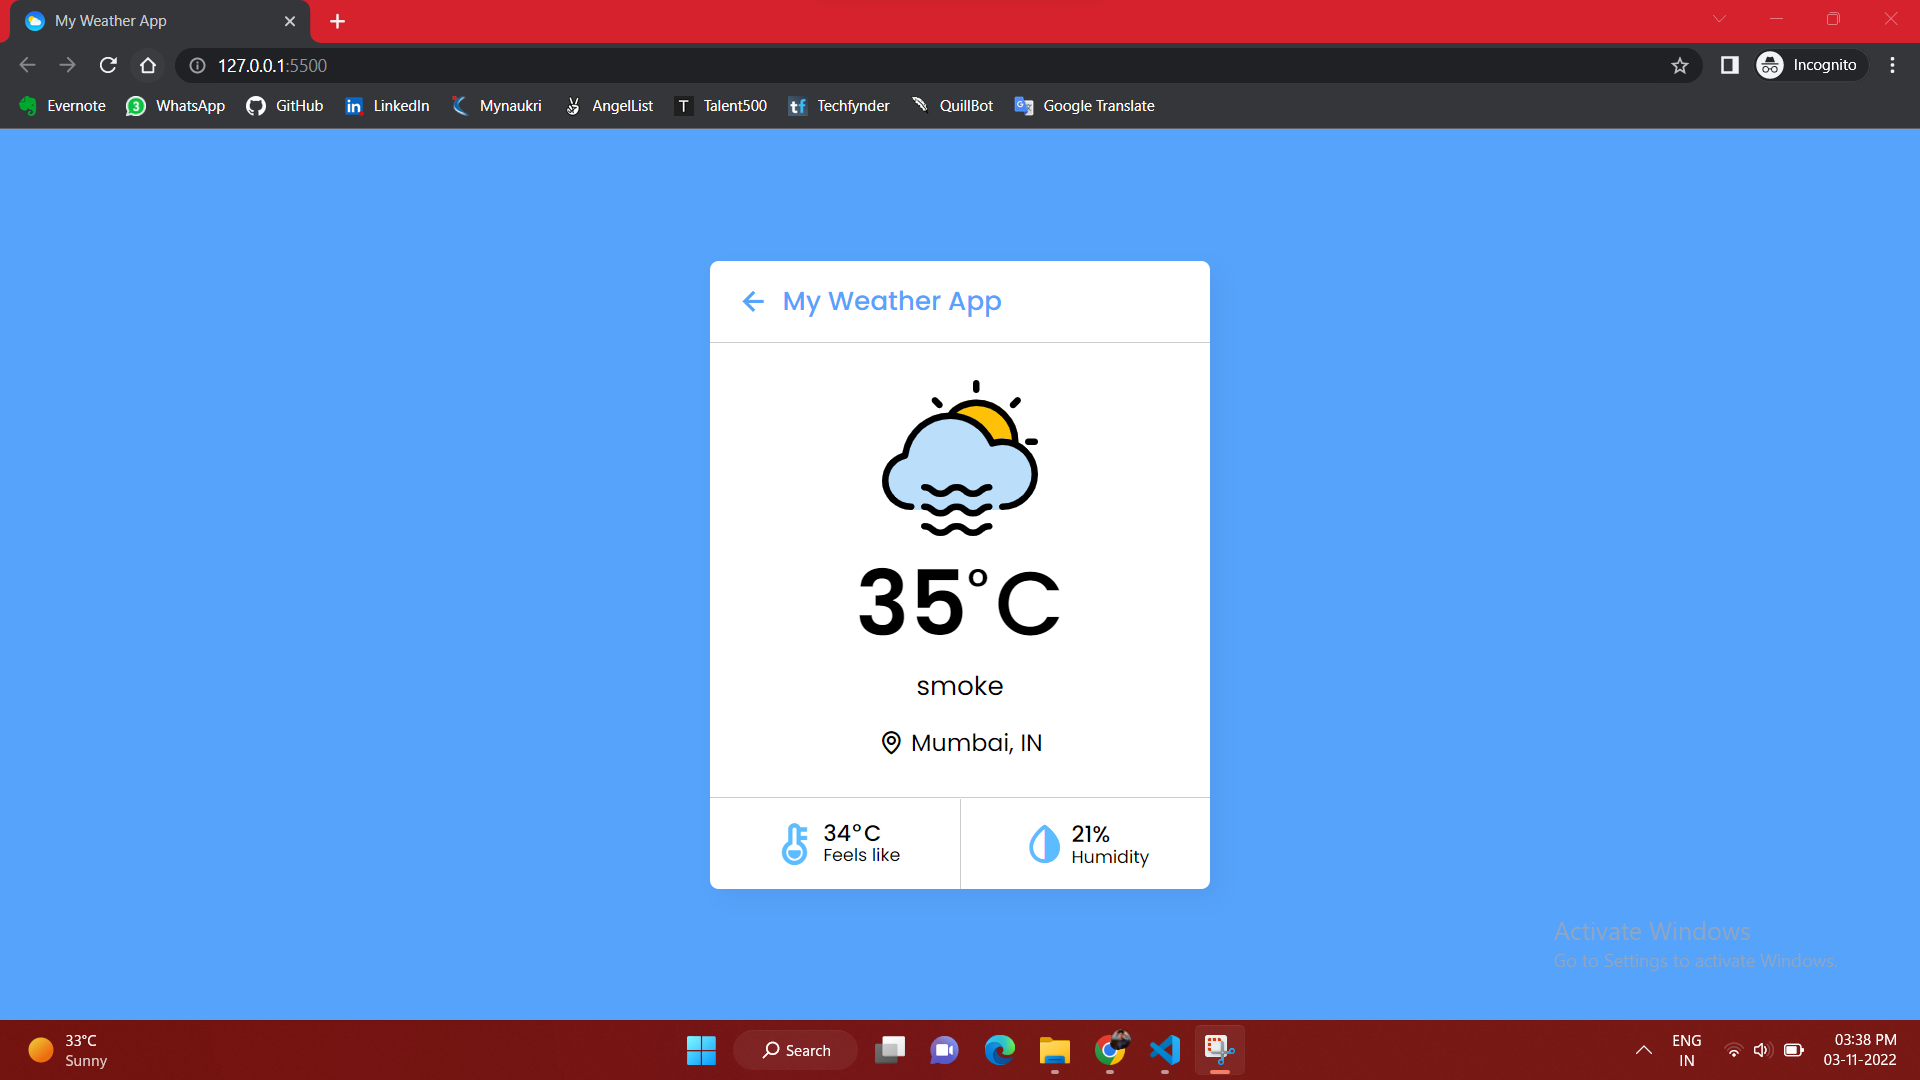 My Weather App
127.0.0.1:5500
Incognito
Evernote WhatsApp GitHub LinkedIn Mynaukri AngelList Talent500 Techfynder QuillBot Google Translate
My Weather App
35°C
smoke
Mumbai, IN
34°C
Feels like
21%
Humidity
Activate Windows
Go to Settings to activate Windows.
33°C
Sunny
Search
ENG
IN
03:38 PM
03-11-2022